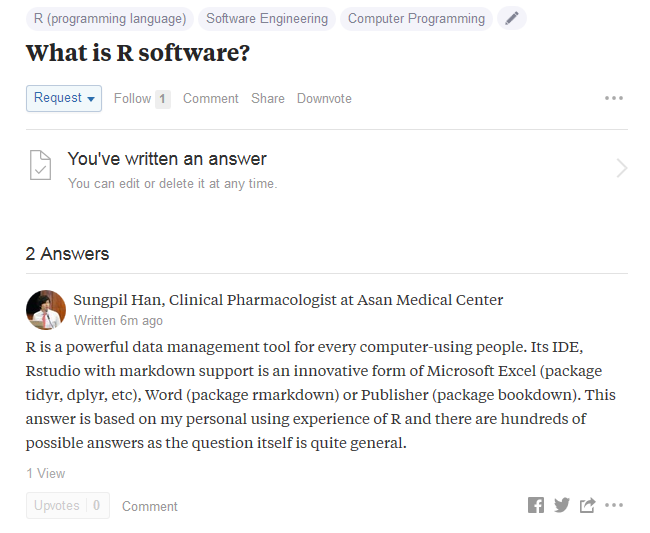 R (programming language) Software Engineering Computer Programming
What is R software?
Request Follow 1 Comment Share Downvote
You've written an answer
You can edit or delete it at any time.
2 Answers
Sungpil Han, Clinical Pharmacologist at Asan Medical Center
Written 6m ago
R is a powerful data management tool for every computer-using people. Its IDE,
Rstudio with markdown support is an innovative form of Microsoft Excel (package
tidyr, dplyr, etc), Word (package rmarkdown) or Publisher (package bookdown). This
answer is based on my personal using experience of R and there are hundreds of
possible answers as the question itself is quite general.
1 View
Upvotes 0 Comment